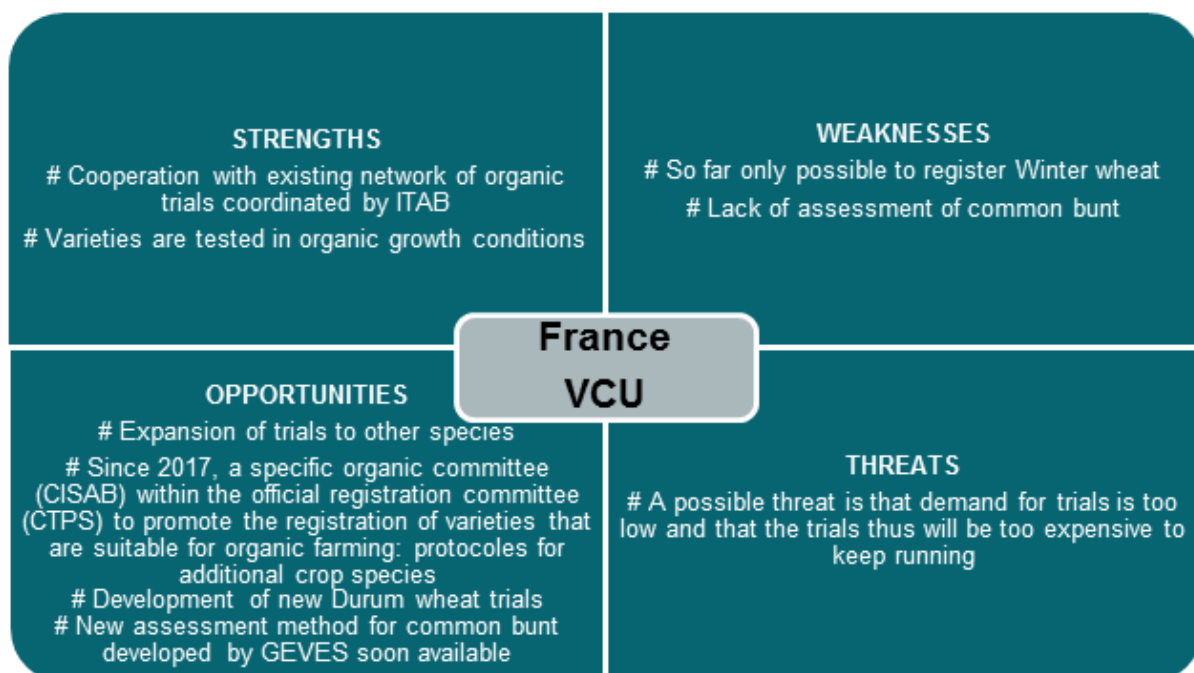 STRENGTHS
# Cooperation with existing network of organic
trials coordinated by ITAB
# Varieties are tested in organic growth conditions
WEAKNESSES
# So far only possible to register Winter wheat
# Lack of assessment of common bunt
France
VCU
OPPORTUNITIES
# Expansion of trials to other species
# Since 2017, a specific organic committee
(CISAB) within the official registration committee
(CTPS) to promote the registration of varieties that
are suitable for organic farming: protocoles for
additional crop species
# Development of new Durum wheat trials
# New assessment method for common bunt
developed by GEVES soon available
THREATS
# A possible threat is that demand for trials is too
low and that the trials thus will be too expensive to
keep running